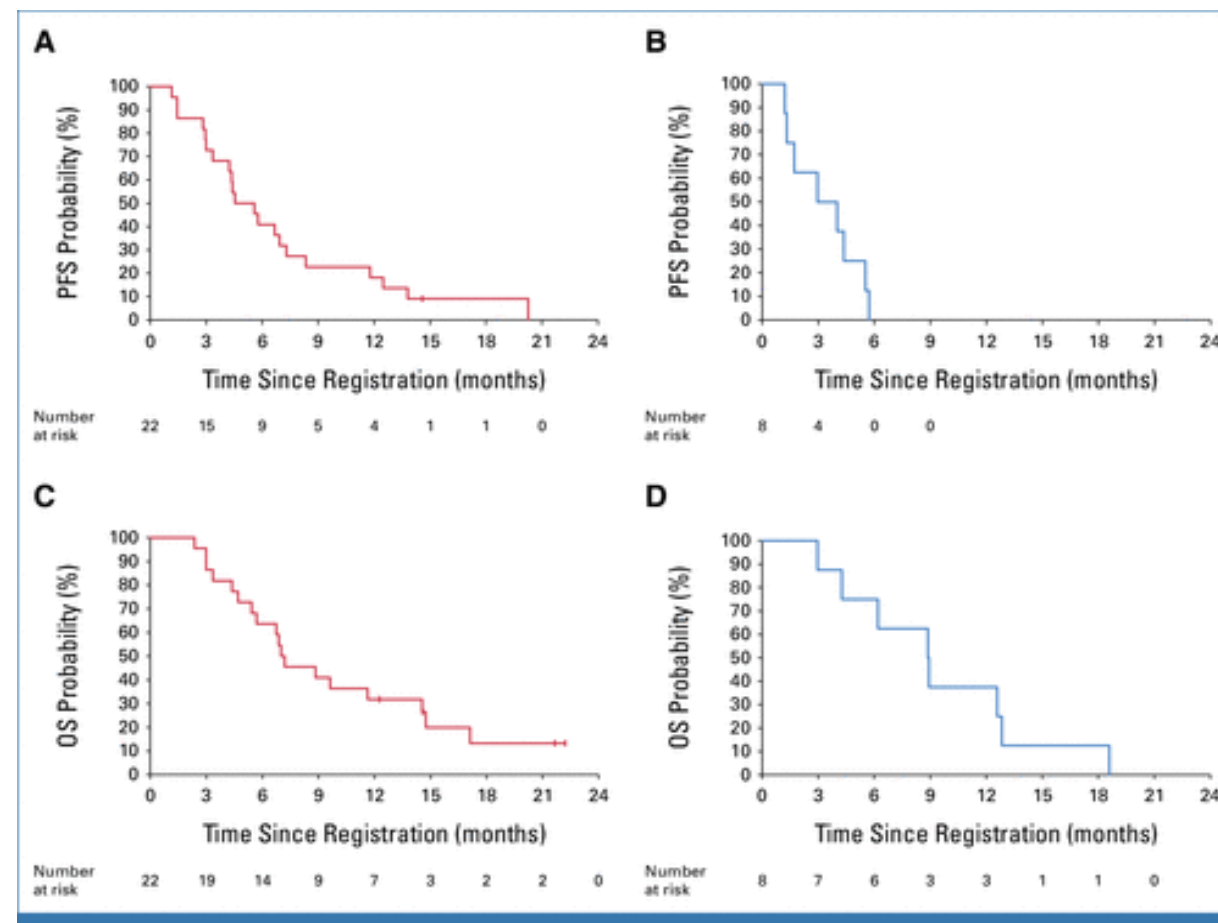 A
PFS Probability (%)
100
90
80
70
60
50
40
30
20
10
0
0 3 6 9 12 15 18 21 24
Time Since Registration (months)
Number
at risk
22 15 9 5 4 1 1 0
B
PFS Probability (%)
100
90
80
70
60
50
40
30
20
10
0
0 3 6 9 12 15 18 21 24
Time Since Registration (months)
Number
at risk
8 4 0 0
C
OS Probability (%)
100
90
80
70
60
50
40
30
20
10
0
0 3 6 9 12 15 18 21 24
Time Since Registration (months)
Number
at risk
22 19 14 9 7 3 2 2 0
D
OS Probability (%)
100
90
80
70
60
50
40
30
20
10
0
0 3 6 9 12 15 18 21 24
Time Since Registration (months)
Number
at risk
8 7 6 3 3 1 1 0